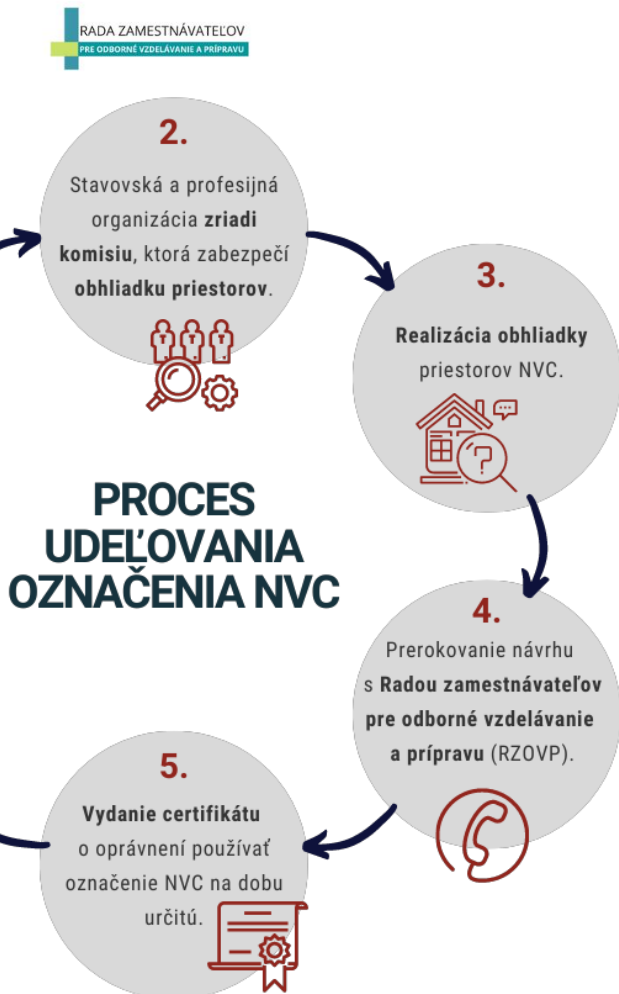 RADA ZAMESTNÁVATEĽOV
PRE ODBORNÉ VZDELÁVANIE A PRÍPRAVU
2.
Stavovská a profesijná
organizácia zriadi
komisiu, ktorá zabezpečí
obhliadku priestorov.
3.
Realizácia obhliadky
priestorov NVC.
PROCES
UDEĽOVANIA
OZNAČENIA NVC
4.
Prerokovanie návrhu
s Radou zamestnávateľov
pre odborné vzdelávanie
a prípravu (RZOVP).
5.
Vydanie certifikátu
o oprávnení používať
označenie NVC na dobu
určitú.